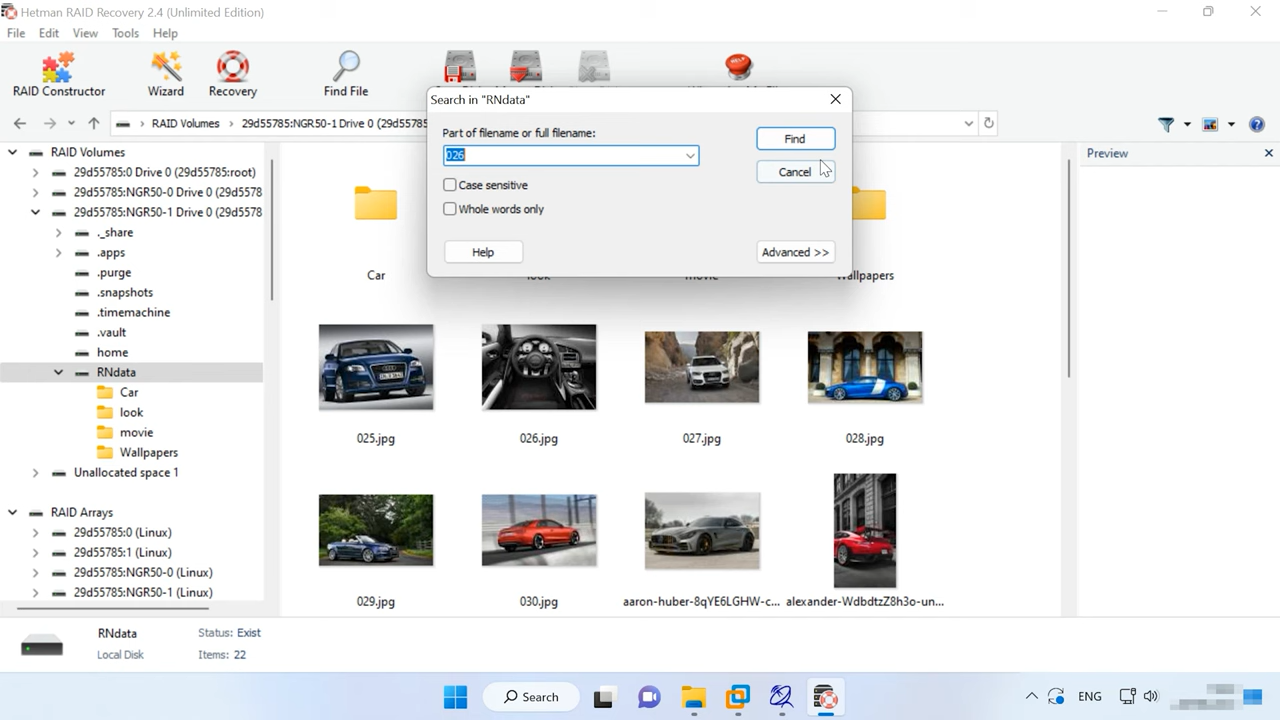 Hetman RAID Recovery 2.4 (Unlimited Edition)
File Edit View Tools Help
RAID Constructor Wizard Recovery Find File
RAID Volumes > 29d55785:NGR50-1 Drive 0 (29d55785
Search in "RNdata"
Part of filename or full filename:
026
Find
Cancel
Case sensitive
Whole words only
Help
Advanced >>
Preview
RAID Volumes
29d55785:0 Drive 0 (29d55785:root)
29d55785:NGR50-0 Drive 0 (29d5578
29d55785:NGR50-1 Drive 0 (29d5578
._share
.apps
.purge
.snapshots
.timemachine
.vault
home
RNdata
Car
look
movie
Wallpapers
Unallocated space 1
RAID Arrays
29d55785:0 (Linux)
29d55785:1 (Linux)
29d55785:NGR50-0 (Linux)
29d55785:NGR50-1 (Linux)
Car look movie Wallpapers
025.jpg 026.jpg 027.jpg 028.jpg
029.jpg 030.jpg aaron-huber-8qYE6LGHW-c... alexander-WdbdtzZ8h3o-un...
RNdata Status: Exist
Local Disk Items: 22
Search
ENG